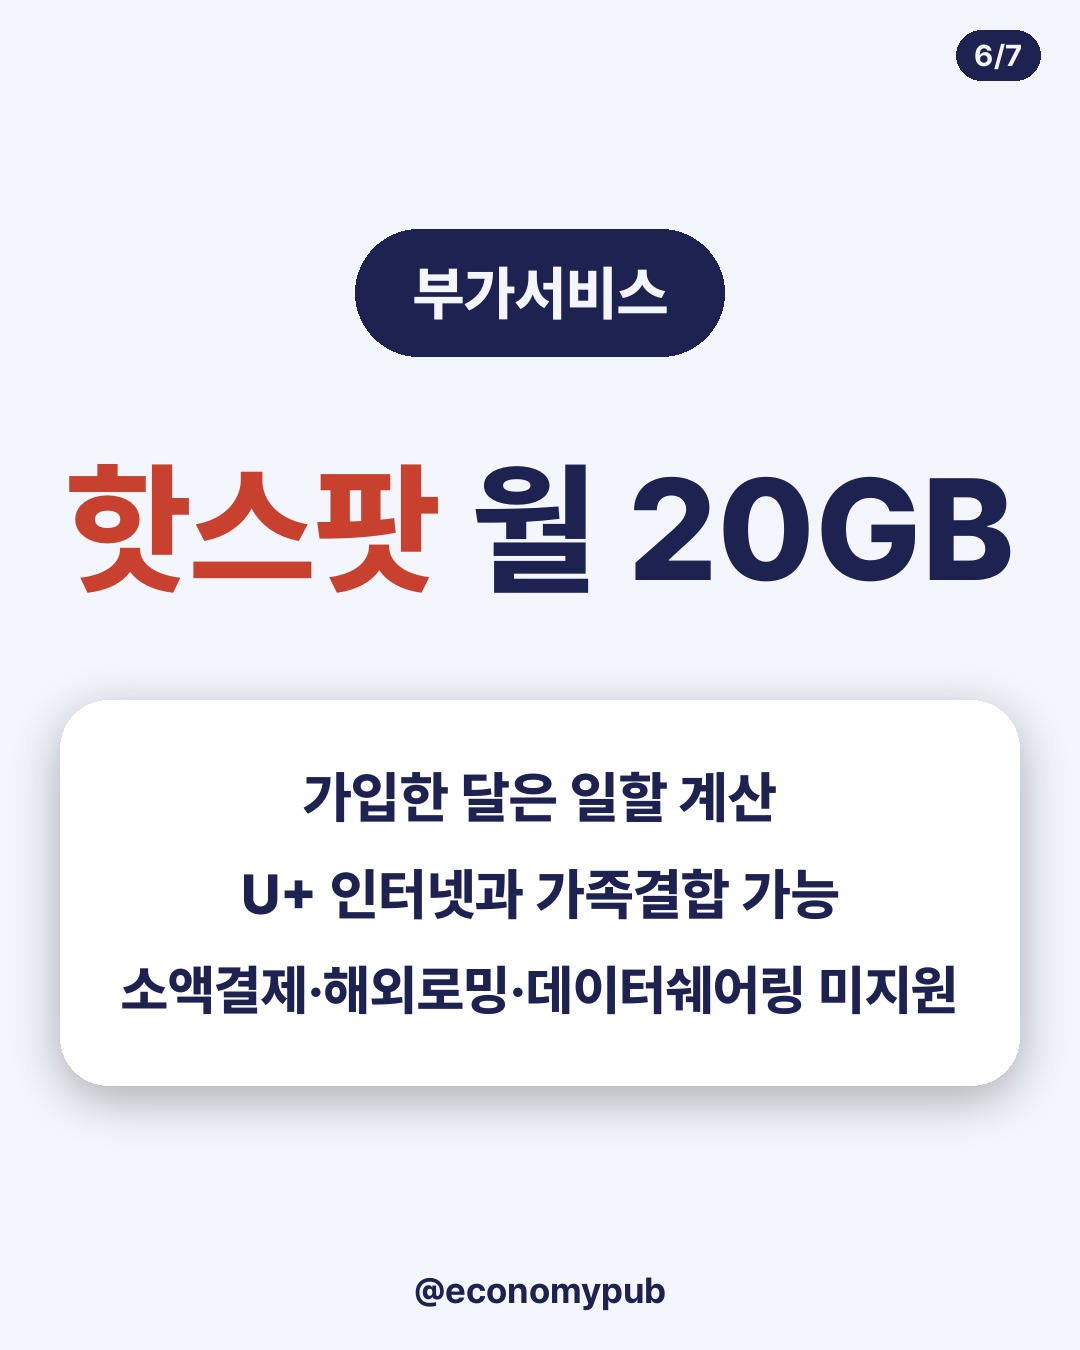 6/7
부가서비스
핫스팟 월 20GB
가입한 달은 일할 계산
U+ 인터넷과 가족결합 가능
소액결제·해외로밍·데이터쉐어링 미지원
@economypub